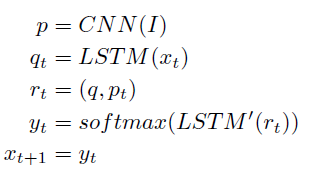 p = CNN(I)
q_t = LSTM(x_t)
r_t = (q, p_t)
y_t = softmax(LSTM'(r_t))
x_{t+1} = y_t